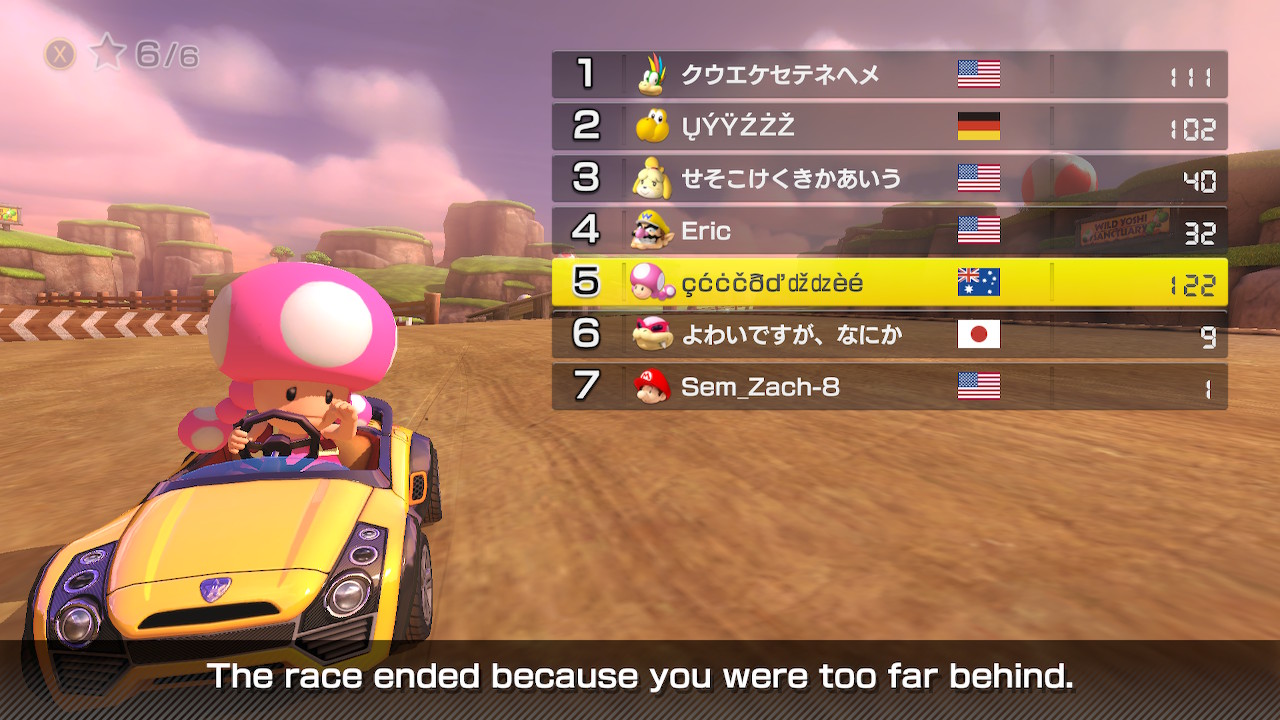 X ★ 6/6
1 クウエケセテネヘメ 111
2 ŲÝŸŹŻŽ 102
3 せそこけくきかあいう 40
4 Eric 32
WILD YOSHI SANCTUARY
5 çćċčðďǆǳèé 122
6 よわいですが、なにか 9
7 Sem_Zach-8 1
The race ended because you were too far behind.